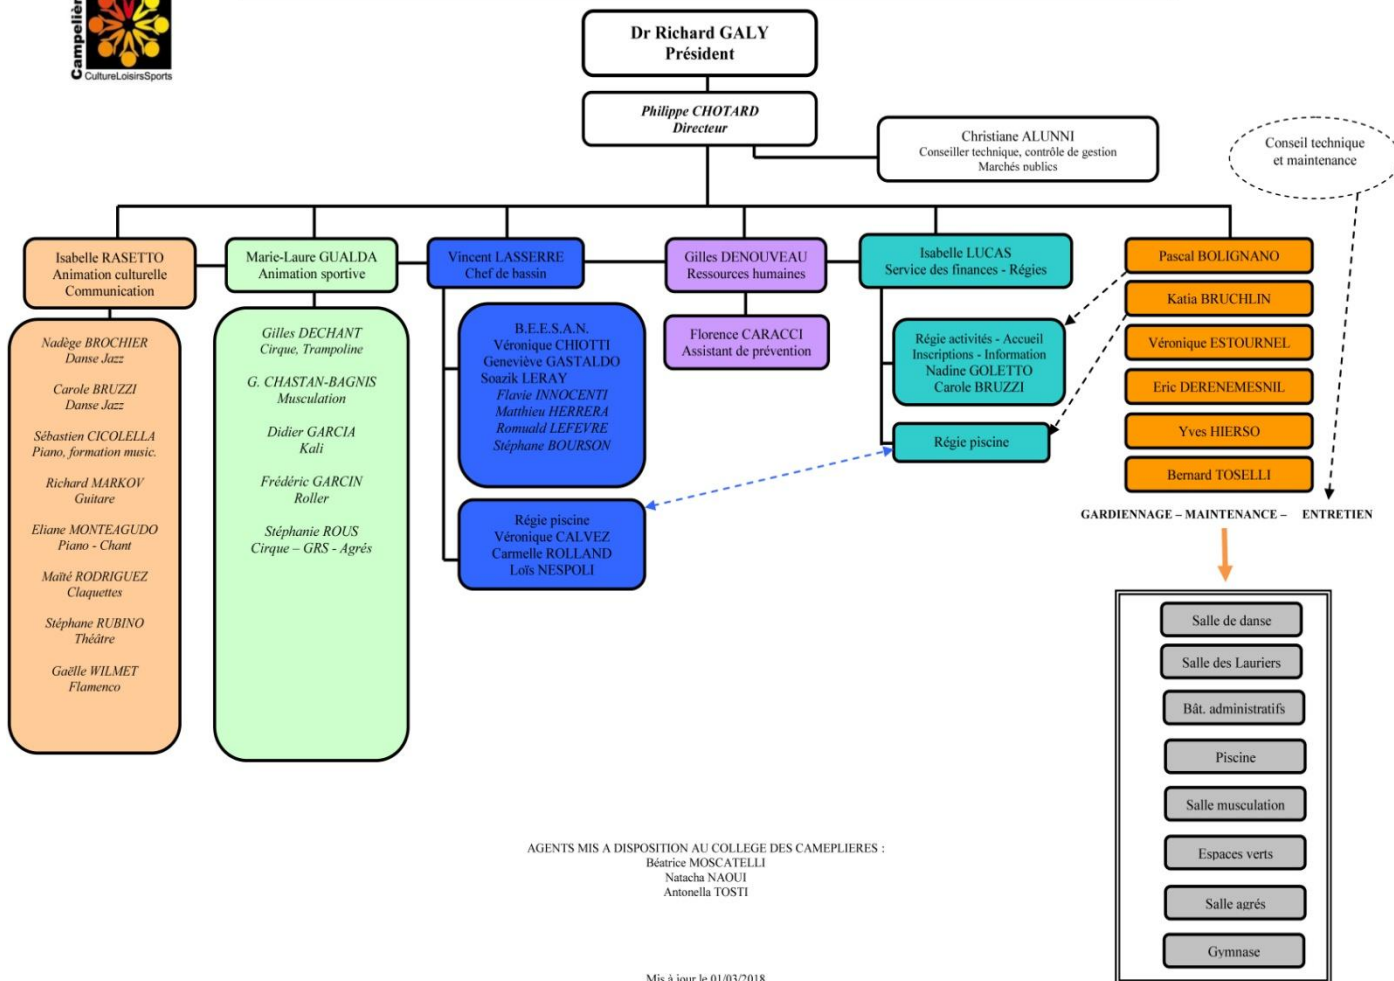 Campelièr
CultureLoisirsSports
Dr Richard GALY
Président
Philippe CHOTARD
Directeur
Christiane ALUNNI
Conseiller technique, contrôle de gestion
Marchés publics
Conseil technique
et maintenance
Isabelle RASETTO
Animation culturelle
Communication
Marie-Laure GUALDA
Animation sportive
Vincent LASSERRE
Chef de bassin
Gilles DENOUVEAU
Ressources humaines
Isabelle LUCAS
Service des finances - Régies
Pascal BOLIGNANO
Katia BRUCHLIN
Véronique ESTOURNEL
Eric DERENEMESNIL
Yves HIERSO
Bernard TOSELLI
GARDIENNAGE – MAINTENANCE – ENTRETIEN
Nadège BROCHIER
Danse Jazz
Carole BRUZZI
Danse Jazz
Sébastien CICOLELLA
Piano, formation music.
Richard MARKOV
Guitare
Eliane MONTEAGUDO
Piano - Chant
Maïté RODRIGUEZ
Claquettes
Stéphane RUBINO
Théâtre
Gaëlle WILMET
Flamenco
Gilles DECHANT
Cirque, Trampoline
G. CHASTAN-BAGNIS
Musculation
Didier GARCIA
Kali
Frédéric GARCIN
Roller
Stéphanie ROUS
Cirque – GRS - Agrés
B.E.E.S.A.N.
Véronique CHIOTTI
Geneviève GASTALDO
Soazik LERAY
Flavie INNOCENTI
Matthieu HERRERA
Romuald LEFEVRE
Stéphane BOURSON
Régie piscine
Véronique CALVEZ
Carmelle ROLLAND
Loïs NESPOLI
Florence CARACCI
Assistant de prévention
Régie activités - Accueil
Inscriptions - Information
Nadine GOLETTO
Carole BRUZZI
Régie piscine
Salle de danse
Salle des Lauriers
Bât. administratifs
Piscine
Salle musculation
Espaces verts
Salle agrés
Gymnase
AGENTS MIS A DISPOSITION AU COLLEGE DES CAMEPLIERES :
Béatrice MOSCATELLI
Natacha NAOUI
Antonella TOSTI
Mis à jour le 01/03/2018